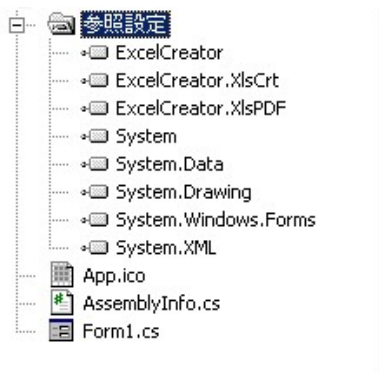 参照設定
ExcelCreator
ExcelCreator.XlsCrt
ExcelCreator.XlsPDF
System
System.Data
System.Drawing
System.Windows.Forms
System.XML
App.ico
AssemblyInfo.cs
Form1.cs